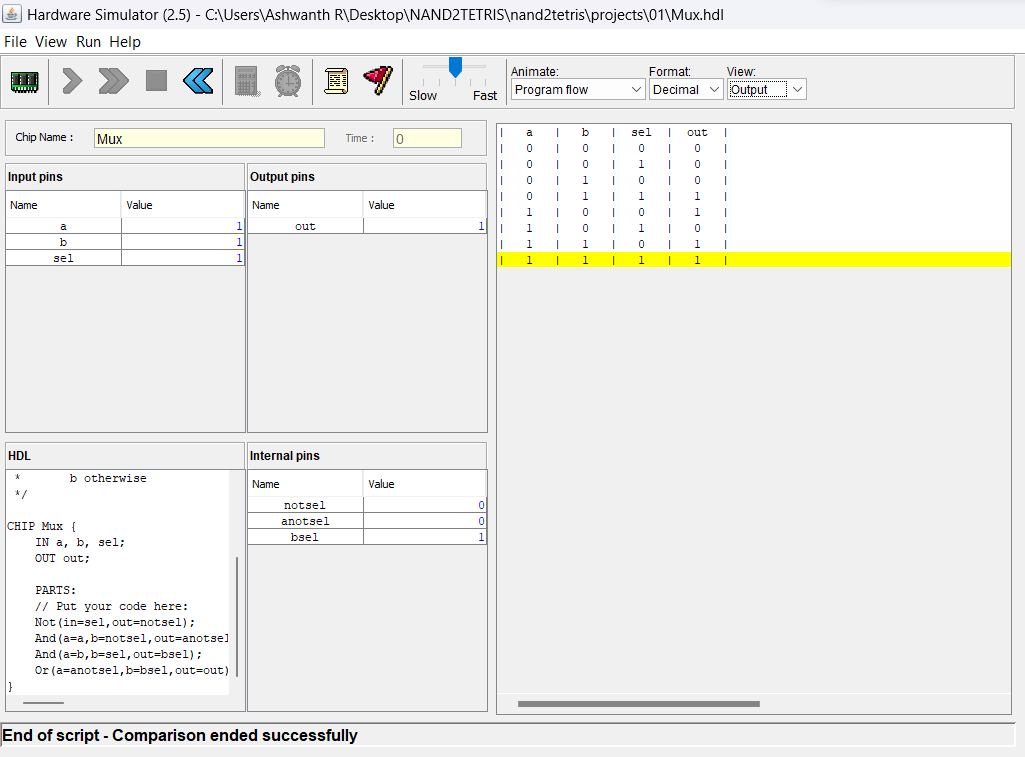 Hardware Simulator (2.5) - C:\Users\Ashwanth R\Desktop\NAND2TETRIS\nand2tetris\projects\01\Mux.hdl
File View Run Help
Slow Fast
Animate: Format: View:
Program flow Decimal Output
Chip Name : Mux Time : 0
Input pins
Name Value
a 1
b 1
sel 1
Output pins
Name Value
out 1
HDL
* b otherwise
*/
CHIP Mux {
IN a, b, sel;
OUT out;
PARTS:
// Put your code here:
Not(in=sel,out=notsel);
And(a=a,b=notsel,out=anotsel
And(a=b,b=sel,out=bsel);
Or(a=anotsel,b=bsel,out=out)
}
Internal pins
Name Value
notsel 0
anotsel 0
bsel 1
| a | b | sel | out |
| 0 | 0 | 0 | 0 |
| 0 | 0 | 1 | 0 |
| 0 | 1 | 0 | 0 |
| 0 | 1 | 1 | 1 |
| 1 | 0 | 0 | 1 |
| 1 | 0 | 1 | 0 |
| 1 | 1 | 0 | 1 |
| 1 | 1 | 1 | 1 |
End of script - Comparison ended successfully